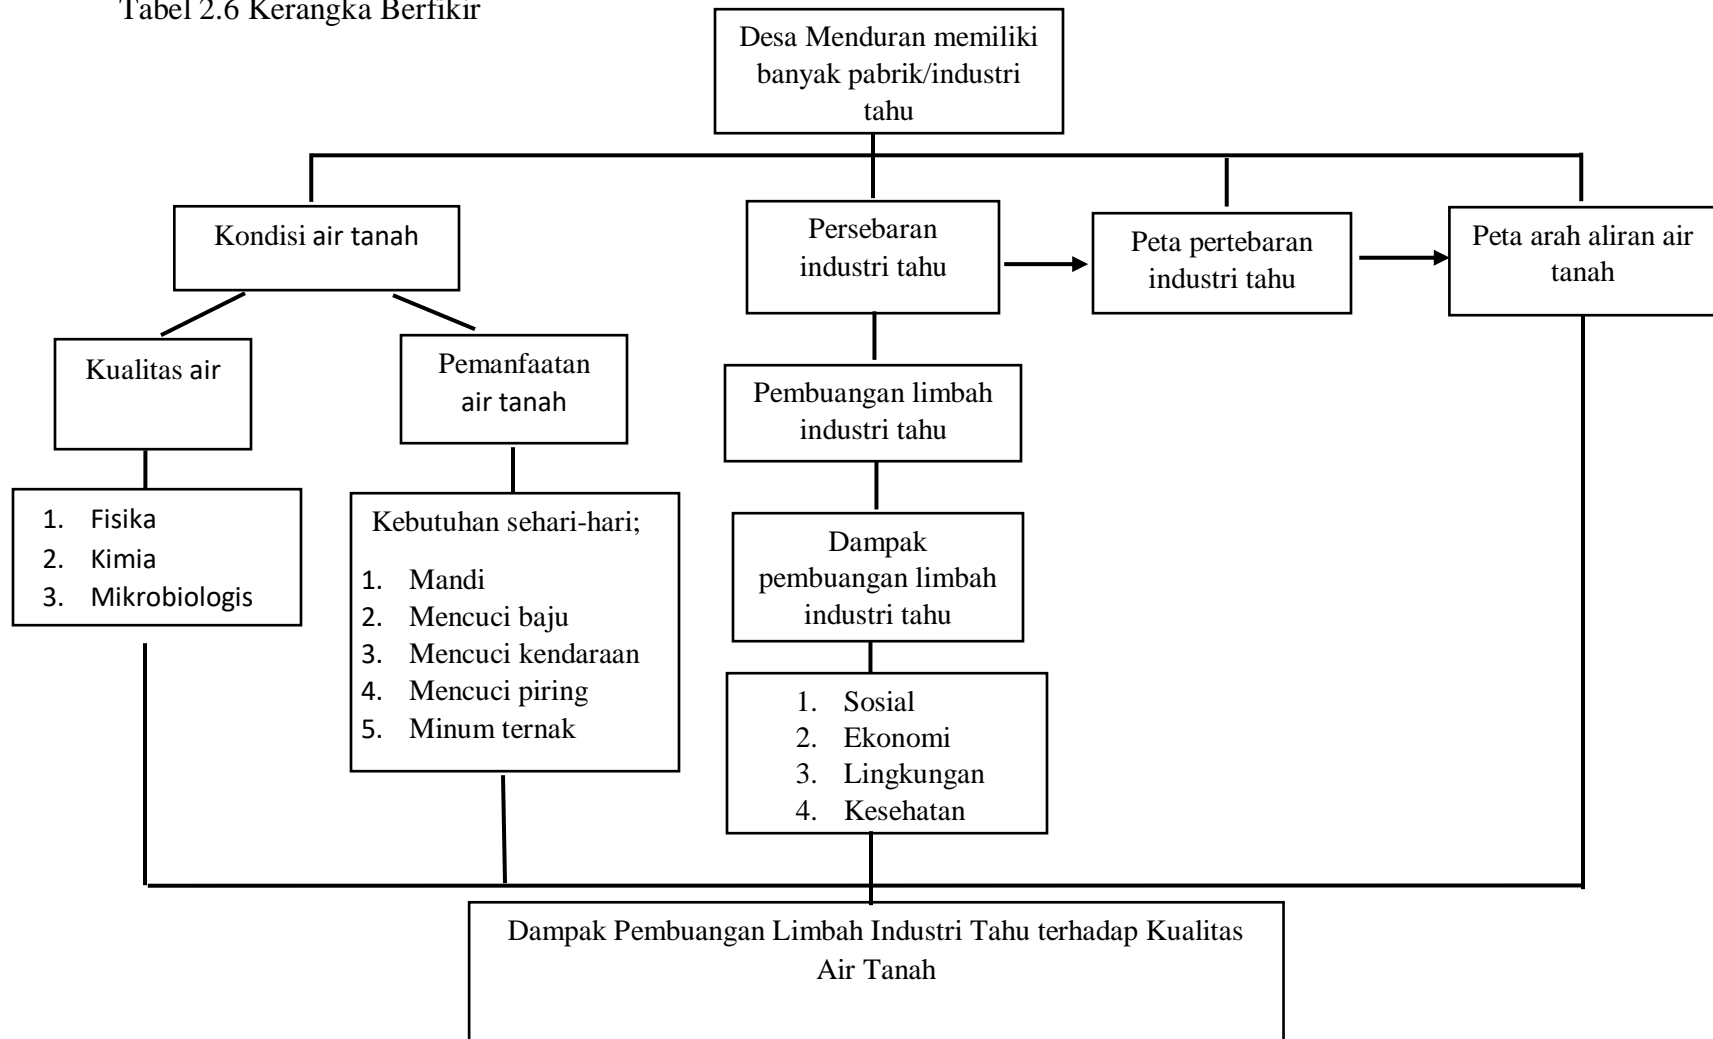 Tabel 2.6 Kerangka Berfikir
Desa Menduran memiliki
banyak pabrik/industri
tahu
Kondisi air tanah
Persebaran
industri tahu
Peta pertebaran
industri tahu
Peta arah aliran air
tanah
Kualitas air
Pemanfaatan
air tanah
Pembuangan limbah
industri tahu
1. Fisika
2. Kimia
3. Mikrobiologis
Kebutuhan sehari-hari;
1. Mandi
2. Mencuci baju
3. Mencuci kendaraan
4. Mencuci piring
5. Minum ternak
Dampak
pembuangan limbah
industri tahu
1. Sosial
2. Ekonomi
3. Lingkungan
4. Kesehatan
Dampak Pembuangan Limbah Industri Tahu terhadap Kualitas
Air Tanah